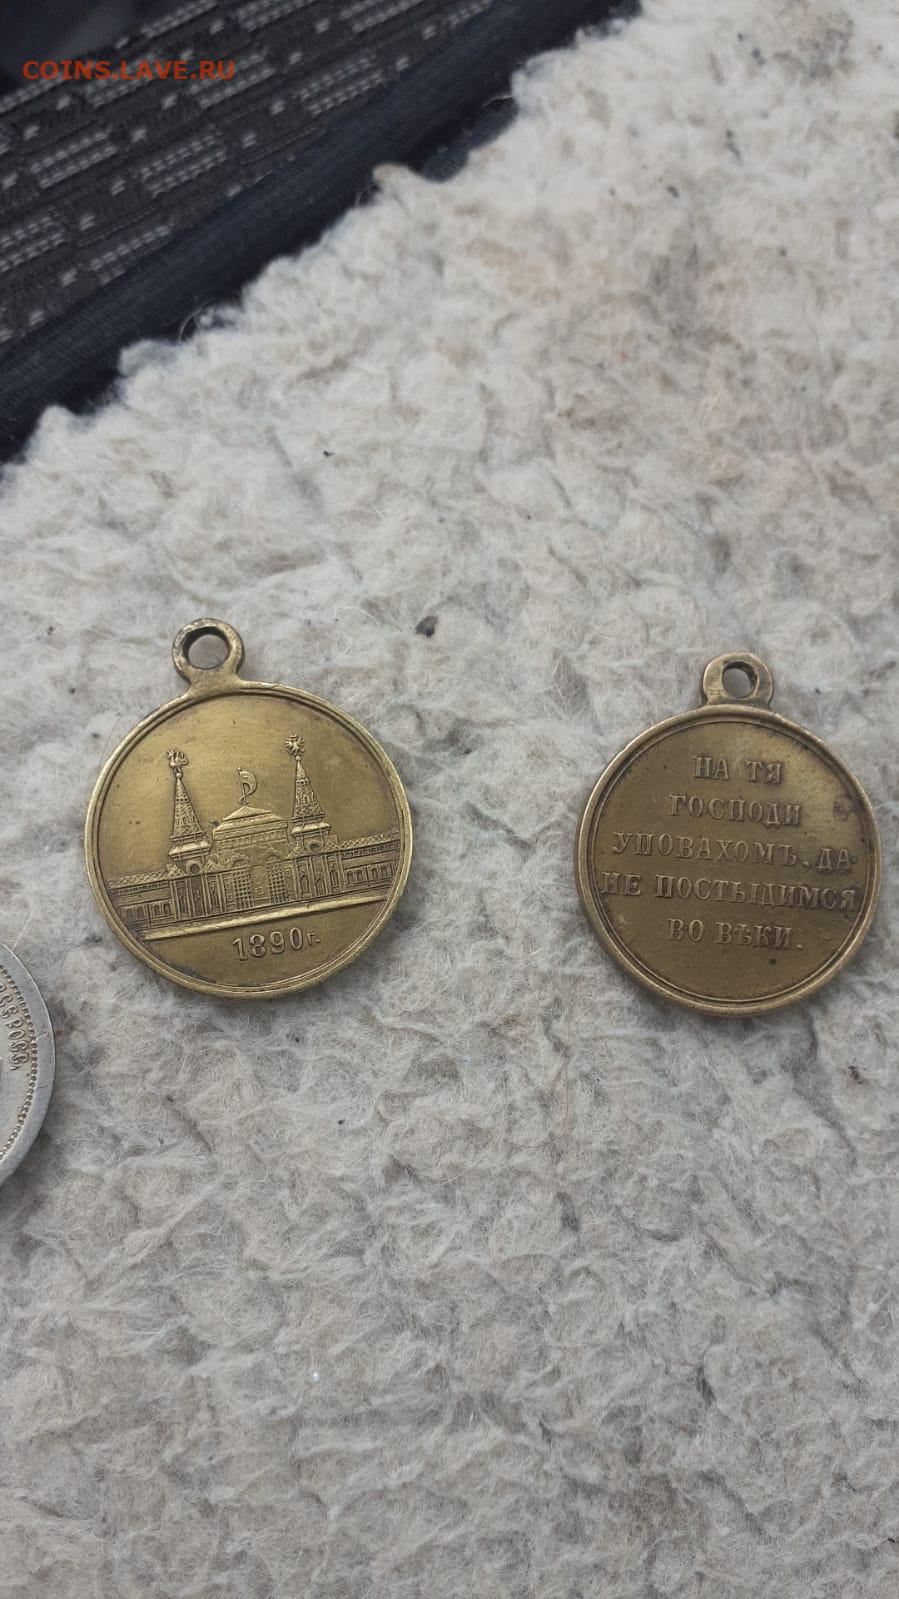 COINS.LAVE.RU
1890г.
НА ТЯ
ГОСПОДИ
УПОВАХОМЪ, ДА
НЕ ПОСТЫДИМСЯ
ВО ВѢКИ.